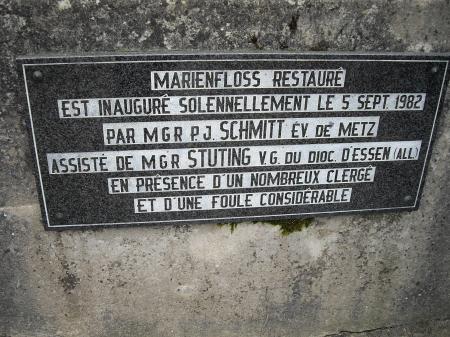 MARIENFLOSS RESTAURÉ
EST INAUGURÉ SOLENNELLEMENT LE 5 SEPT. 1982
PAR MGR P.J. SCHMITT ÉV. DE METZ
ASSISTÉ DE MGR STUTING V.G. DU DIOC. D'ESSEN (ALL.)
EN PRÉSENCE D'UN NOMBREUX CLERGÉ
ET D'UNE FOULE CONSIDÉRABLE